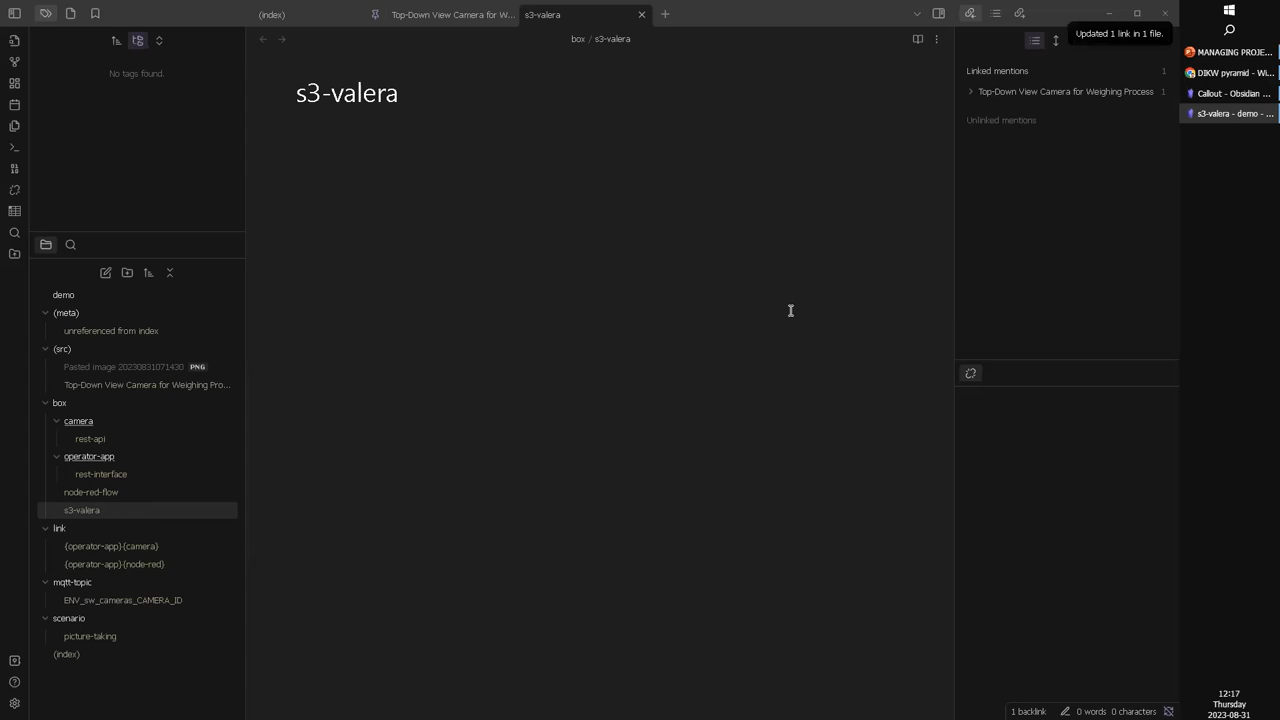 (index)
Top-Down View Camera for W...
s3-valera
Updated 1 link in 1 file.
box / s3-valera
No tags found.
s3-valera
Linked mentions
1
Top-Down View Camera for Weighing Process
1
Unlinked mentions
demo
(meta)
unreferenced from index
(src)
Pasted image 20230831071430 PNG
Top-Down View Camera for Weighing Pro...
box
camera
rest-api
operator-app
rest-interface
node-red-flow
s3-valera
link
{operator-app}{camera}
{operator-app}{node-red}
mqtt-topic
ENV_sw_cameras_CAMERA_ID
scenario
picture-taking
(index)
1 backlink
0 words 0 characters
MANAGING PROJE...
DIKW pyramid - Wi...
Callout - Obsidian ...
s3-valera - demo - ...
12:17
Thursday
2023-08-31